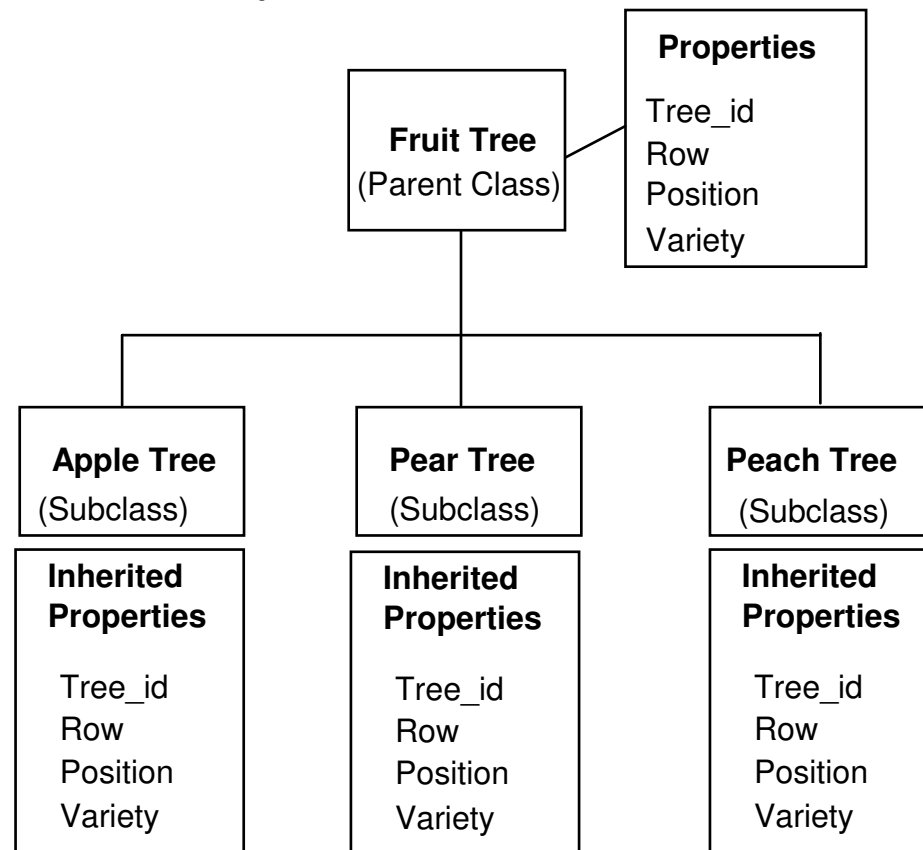 Properties
Tree_id
Row
Position
Variety
Fruit Tree
(Parent Class)
Apple Tree
(Subclass)
Inherited
Properties
Tree_id
Row
Position
Variety
Pear Tree
(Subclass)
Inherited
Properties
Tree_id
Row
Position
Variety
Peach Tree
(Subclass)
Inherited
Properties
Tree_id
Row
Position
Variety